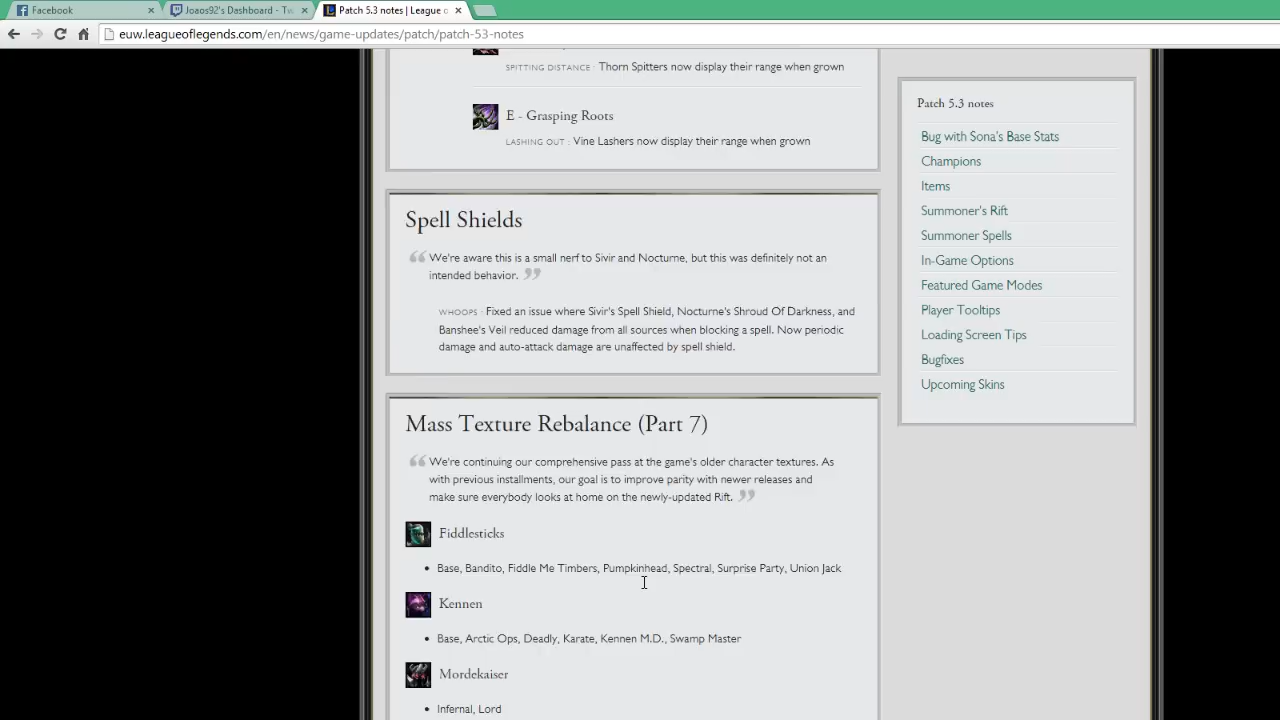 Facebook
Joaos92's Dashboard - Tw
Patch 5.3 notes | League o
euw.leagueoflegends.com/en/news/game-updates/patch/patch-53-notes
SPITTING DISTANCE : Thorn Spitters now display their range when grown
E - Grasping Roots
LASHING OUT : Vine Lashers now display their range when grown
Spell Shields
We're aware this is a small nerf to Sivir and Nocturne, but this was definitely not an
intended behavior.
WHOOPS : Fixed an issue where Sivir's Spell Shield, Nocturne's Shroud Of Darkness, and
Banshee's Veil reduced damage from all sources when blocking a spell. Now periodic
damage and auto-attack damage are unaffected by spell shield.
Mass Texture Rebalance (Part 7)
We're continuing our comprehensive pass at the game's older character textures. As
with previous installments, our goal is to improve parity with newer releases and
make sure everybody looks at home on the newly-updated Rift.
Fiddlesticks
Base, Bandito, Fiddle Me Timbers, Pumpkinhead, Spectral, Surprise Party, Union Jack
Kennen
Base, Arctic Ops, Deadly, Karate, Kennen M.D., Swamp Master
Mordekaiser
Infernal, Lord
Patch 5.3 notes
Bug with Sona's Base Stats
Champions
Items
Summoner's Rift
Summoner Spells
In-Game Options
Featured Game Modes
Player Tooltips
Loading Screen Tips
Bugfixes
Upcoming Skins